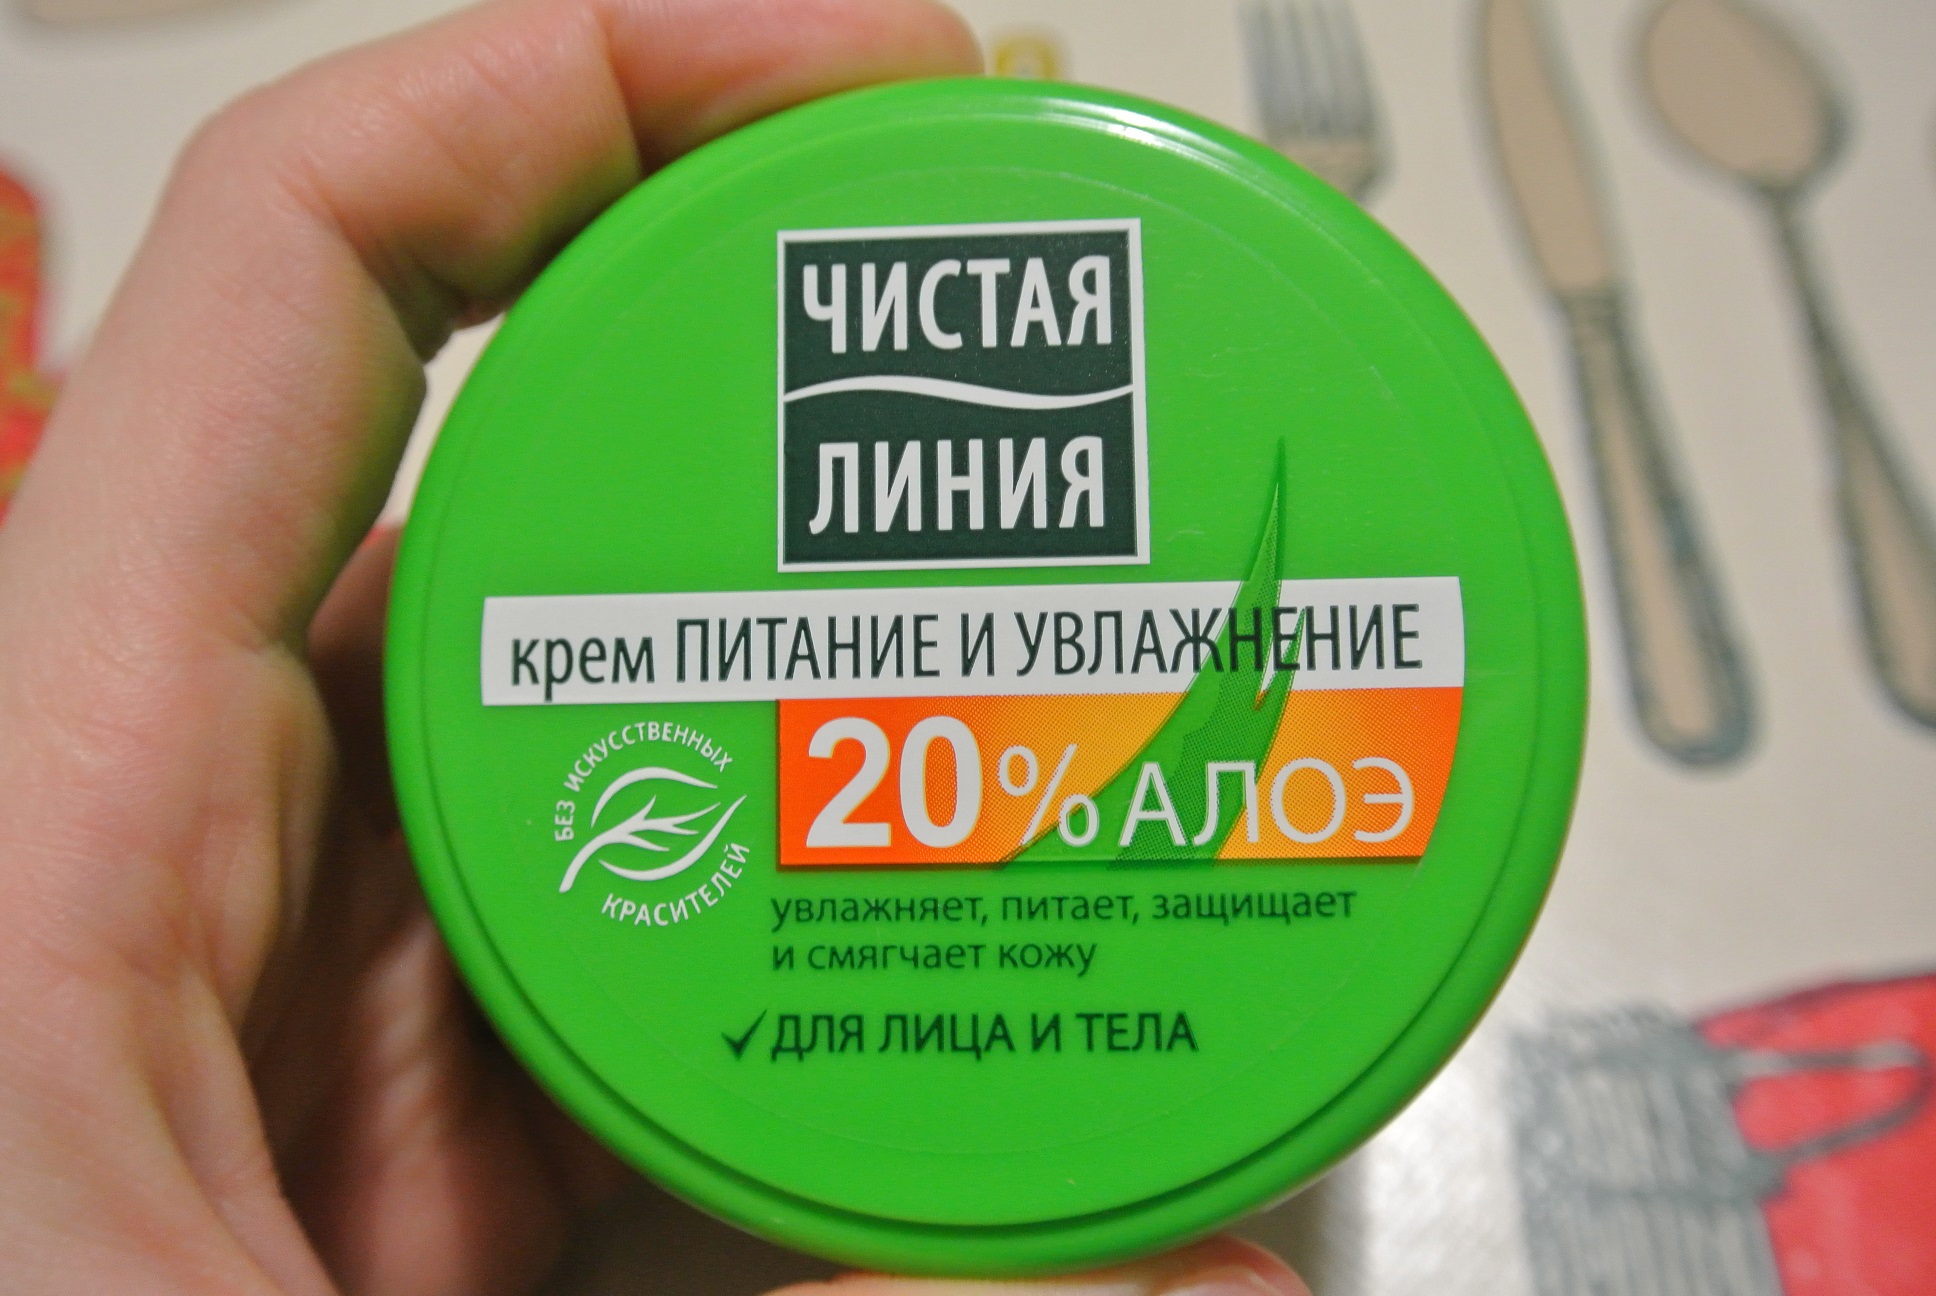 ЧИСТАЯ
ЛИНИЯ
крем ПИТАНИЕ И УВЛАЖНЕНИЕ
20% АЛОЭ
БЕЗ ИСКУССТВЕННЫХ
КРАСИТЕЛЕЙ
увлажняет, питает, защищает
и смягчает кожу
ДЛЯ ЛИЦА И ТЕЛА